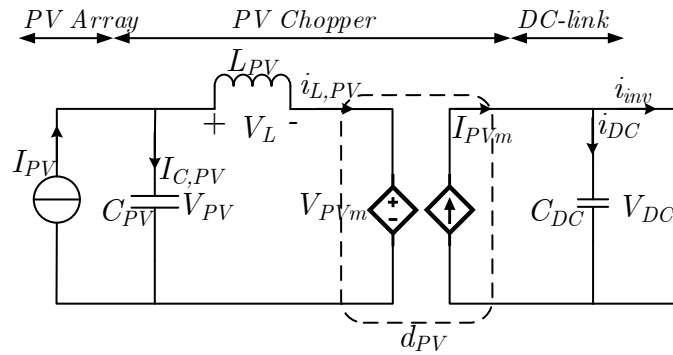 PV Array PV Chopper DC-link
L_PV i_L,PV i_inv
+ V_L - I_PVm i_DC
I_PV I_C,PV
C_PV V_PV V_PVm + - C_DC V_DC
d_PV